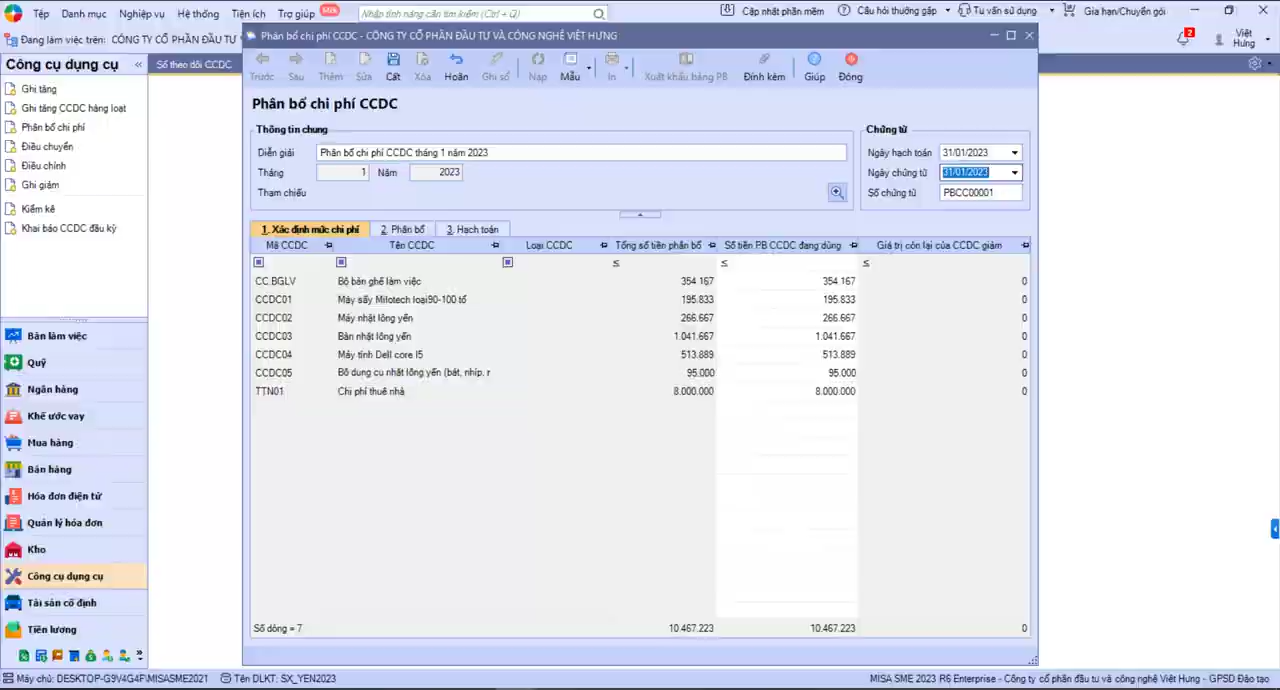 Tệp Danh mục Nghiệp vụ Hệ thống Tiện ích Trợ giúp Mới Nhập tính năng cần tìm kiếm (Ctrl + Q) Cập nhật phần mềm Câu hỏi thường gặp Tư vấn sử dụng Gia hạn/Chuyển gói
Đang làm việc trên: CÔNG TY CỔ PHẦN ĐẦU TƯ 2 Việt Hưng
Phân bổ chi phí CCDC - CÔNG TY CỔ PHẦN ĐẦU TƯ VÀ CÔNG NGHỆ VIỆT HƯNG
Công cụ dụng cụ «
Sổ theo dõi CCDC
Trước Sau Thêm Sửa Cất Xóa Hoãn Ghi sổ Nạp Mẫu In Xuất khẩu bảng PB Đính kèm Giúp Đóng
Ghi tăng
Ghi tăng CCDC hàng loạt
Phân bổ chi phí
Điều chuyển
Điều chỉnh
Ghi giảm
Kiểm kê
Khai báo CCDC đầu kỳ
Phân bổ chi phí CCDC
Thông tin chung
Diễn giải Phân bổ chi phí CCDC tháng 1 năm 2023
Tháng 1 Năm 2023
Tham chiếu
Chứng từ
Ngày hạch toán 31/01/2023
Ngày chứng từ 31/01/2023
Số chứng từ PBCC00001
1. Xác định mức chi phí 2. Phân bổ 3. Hạch toán
Mã CCDC Tên CCDC Loại CCDC Tổng số tiền phân bổ Số tiền PB CCDC đang dùng Giá trị còn lại của CCDC giảm
≤ ≤ ≤
CC.BGLV Bộ bàn ghế làm việc 354.167 354.167 0
CCDC01 Máy sấy Milotech loại90-100 tổ 195.833 195.833 0
CCDC02 Máy nhặt lông yến 266.667 266.667 0
CCDC03 Bàn nhặt lông yến 1.041.667 1.041.667 0
CCDC04 Máy tính Dell core I5 513.889 513.889 0
CCDC05 Bộ dụng cụ nhặt lông yến (bát, nhíp, r 95.000 95.000 0
TTN01 Chi phí thuê nhà 8.000.000 8.000.000 0
Số dòng = 7 10.467.223 10.467.223 0
Bàn làm việc
Quỹ
Ngân hàng
Khế ước vay
Mua hàng
Bán hàng
Hóa đơn điện tử
Quản lý hóa đơn
Kho
Công cụ dụng cụ
Tài sản cố định
Tiền lương
Máy chủ: DESKTOP-G9V4G4F\MISASME2021 Tên DLKT: SX_YEN2023 MISA SME 2023 R6 Enterprise - Công ty cổ phần đầu tư và công nghệ Việt Hưng - GPSD Đào tạo